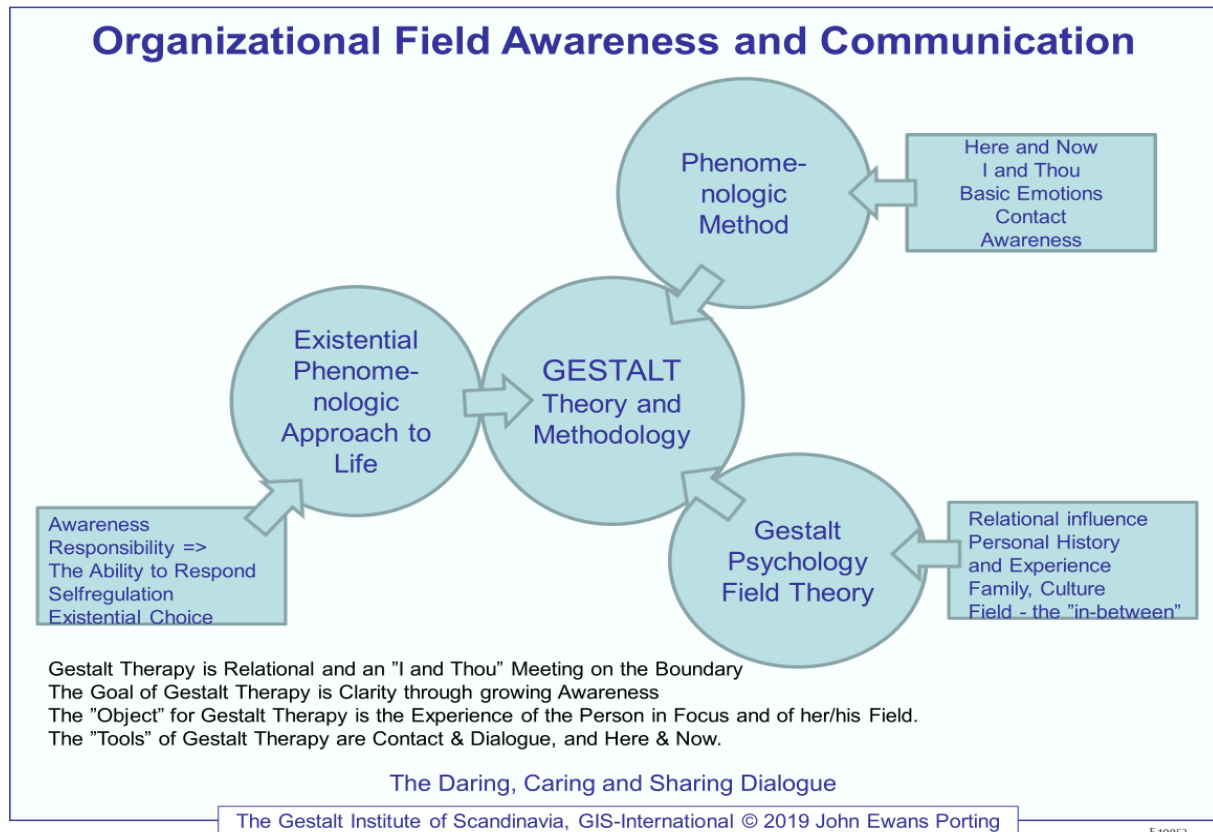 Organizational Field Awareness and Communication
Phenome-
nologic
Method
Here and Now
I and Thou
Basic Emotions
Contact
Awareness
Existential
Phenome-
nologic
Approach to
Life
GESTALT
Theory and
Methodology
Gestalt
Psychology
Field Theory
Awareness
Responsibility =>
The Ability to Respond
Selfregulation
Existential Choice
Relational influence
Personal History
and Experience
Family, Culture
Field - the ”in-between”
Gestalt Therapy is Relational and an ”I and Thou” Meeting on the Boundary
The Goal of Gestalt Therapy is Clarity through growing Awareness
The ”Object” for Gestalt Therapy is the Experience of the Person in Focus and of her/his Field.
The ”Tools” of Gestalt Therapy are Contact & Dialogue, and Here & Now.
The Daring, Caring and Sharing Dialogue
The Gestalt Institute of Scandinavia, GIS-International © 2019 John Ewans Porting